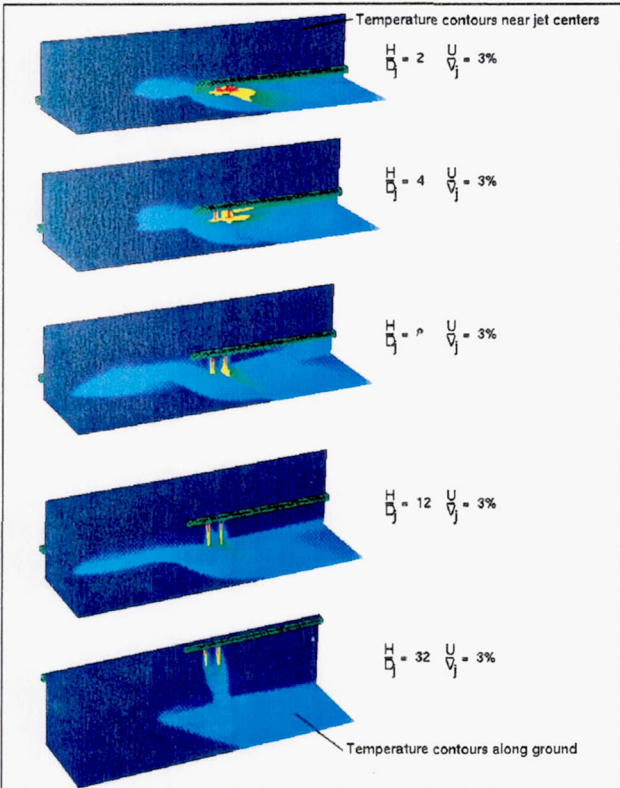 Temperature contours near jet centers
H/Dj = 2 U/Vj = 3%
H/Dj = 4 U/Vj = 3%
H/Dj = U/Vj = 3%
H/Dj = 12 U/Vj = 3%
H/Dj = 32 U/Vj = 3%
Temperature contours along ground